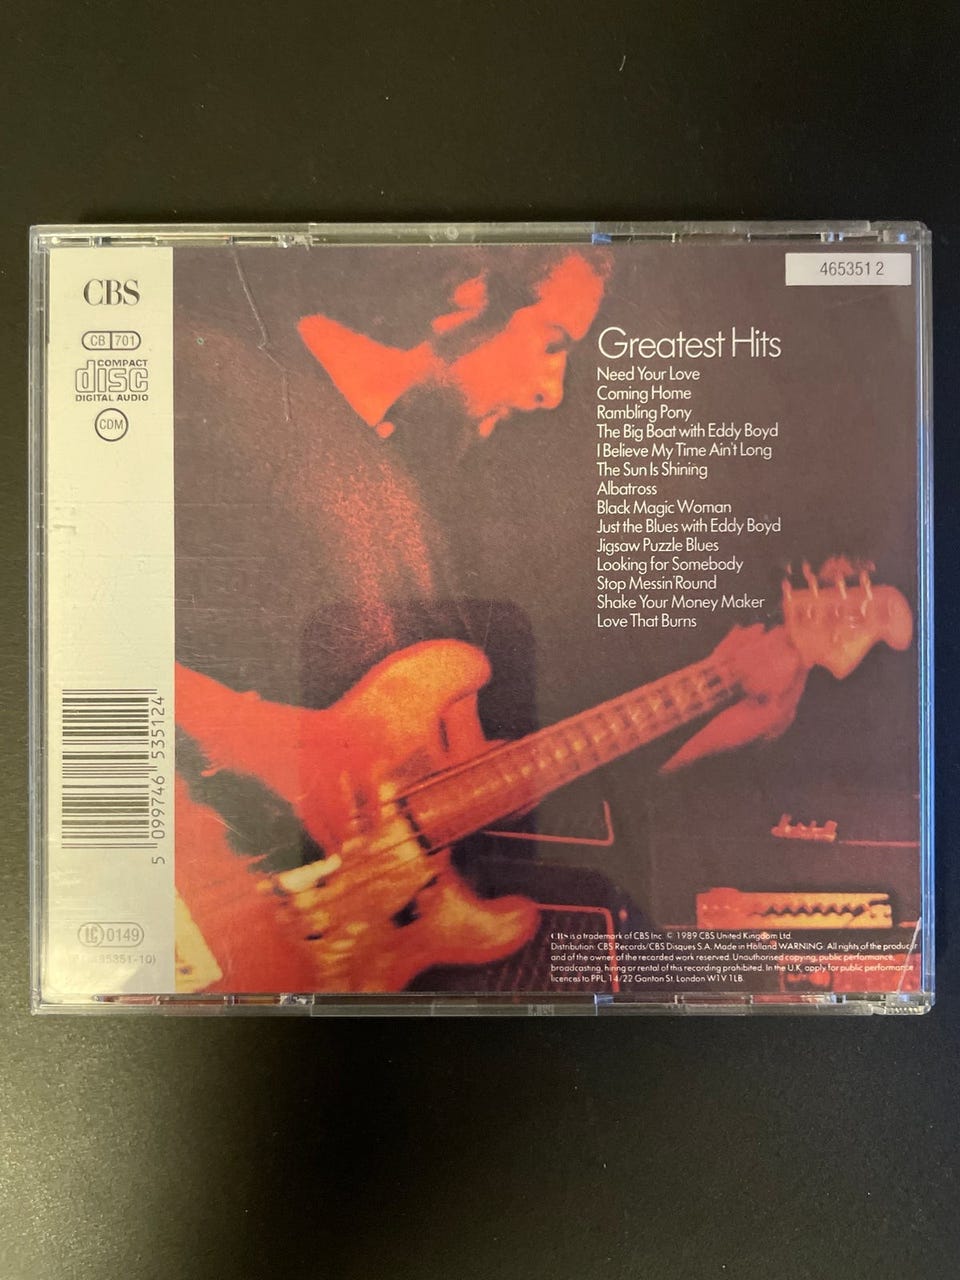 CBS
CB 701
COMPACT
disc
DIGITAL AUDIO
CDM
5 099746 535124
LC 0149
465351 2
Greatest Hits
Need Your Love
Coming Home
Rambling Pony
The Big Boat with Eddy Boyd
I Believe My Time Ain't Long
The Sun Is Shining
Albatross
Black Magic Woman
Just the Blues with Eddy Boyd
Jigsaw Puzzle Blues
Looking for Somebody
Stop Messin' Round
Shake Your Money Maker
Love That Burns
CBS is a trademark of CBS Inc. © 1989 CBS United Kingdom Ltd.
Distribution: CBS Records/CBS Disques S.A. Made in Holland WARNING: All rights of the producer
and of the owner of the recorded work reserved. Unauthorised copying, public performance,
broadcasting, hiring or rental of this recording prohibited. In the U.K. apply for public performance
licences to PPL, 14/22 Ganton St. London W1V 1LB.